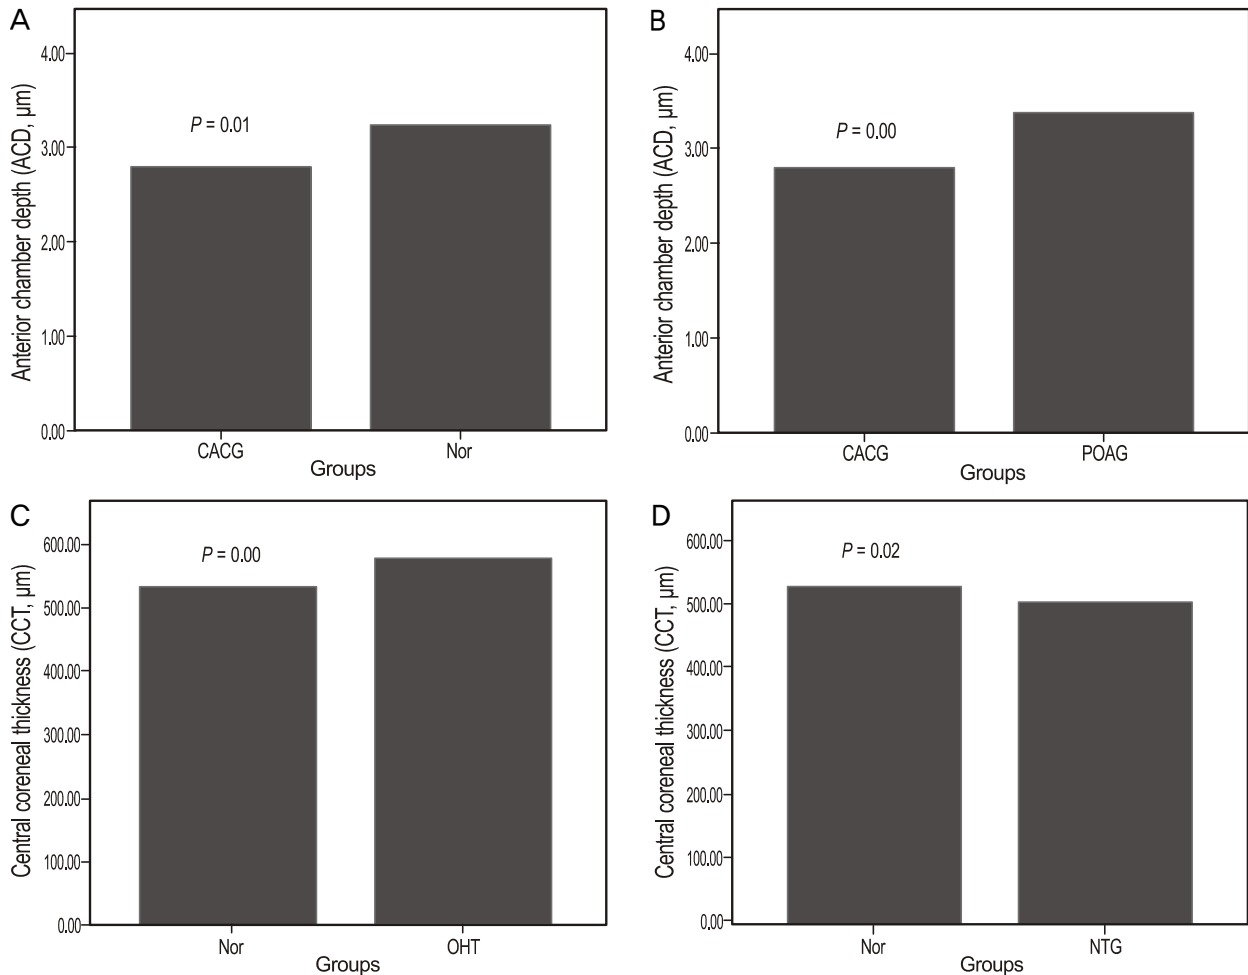 A
Anterior chamber depth (ACD, µm)
4.00
3.00
2.00
1.00
0.00
P = 0.01
CACG
Nor
Groups
B
Anterior chamber depth (ACD, µm)
4.00
3.00
2.00
1.00
0.00
P = 0.00
CACG
POAG
Groups
C
Central coreneal thickness (CCT, µm)
600.00
500.00
400.00
300.00
200.00
100.00
0.00
P = 0.00
Nor
OHT
Groups
D
Central coreneal thickness (CCT, µm)
600.00
500.00
400.00
300.00
200.00
100.00
0.00
P = 0.02
Nor
NTG
Groups